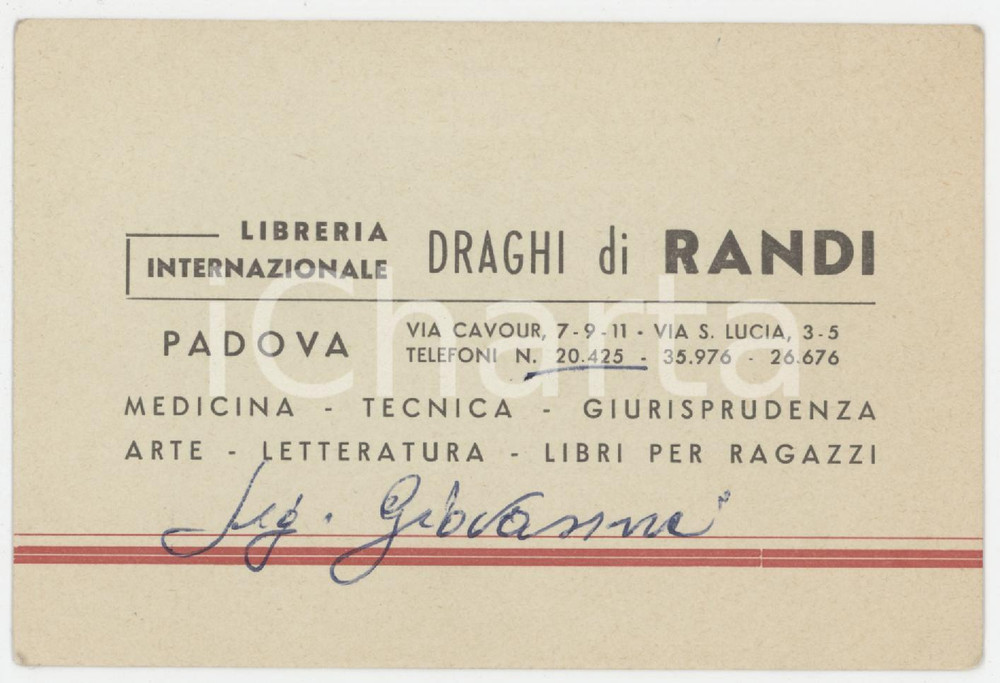 LIBRERIA
INTERNAZIONALE
DRAGHI di RANDI
PADOVA
VIA CAVOUR, 7-9-11 - VIA S. LUCIA, 3-5
TELEFONI N. 20.425 - 35.976 - 26.676
MEDICINA - TECNICA - GIURISPRUDENZA
ARTE - LETTERATURA - LIBRI PER RAGAZZI
Sig. Giovanni
iCharta